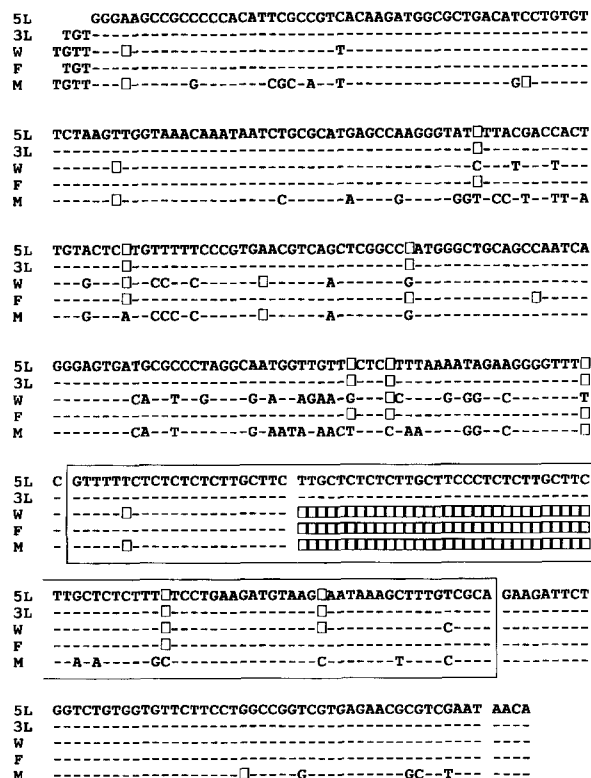 5L GGGAAGCCGCCCCCACATTCGCCGTCACAAGATGGCGCTGACATCCTGTGT
3L TGT---------------------------------------------------
W TGTT---□---------------------T-------------------------
F TGT---------------------------------------------------
M TGTT---□------G-------CGC-A--T-----------------G□------
5L TCTAAGTTGGTAAACAAATAATCTGCGCATGAGCCAAGGGTAT□TTACGACCACT
3L -------------------------------------------□-----------
W ------□------------------------------------C---T---T---
F -------------------------------------------□-----------
M ------□----------------C------A----G-----GGT-CC-T--TT-A
5L TGTACTC□TGTTTTTCCCGTGAACGTCAGCTCGGCC□ATGGGCTGCAGCCAATCA
3L -------□----------------------------□------------------
W ---G---□--CC--C------□------A-------G------------------
F -------□----------------------------□------------□-----
M ---G---A--CCC-C------□------A-------G------------------
5L GGGAGTGATGCGCCCTAGGCAATGGTTGTT□CTC□TTTAAAATAGAAGGGGTTT□
3L ------------------------------□---□-------------------□
W --------CA--T--G----G-A--AGAA-G---□C----G-GG-C--------T
F ------------------------------□---□-------------------□
M --------CA--T-------G-AATA-AACT---C-AA----GG-C--------□
5L C GTTTTTCTCTCTCTCTTGCTTC TTGCTCTCTCTTGCTTCCCTCTCTTGCTTC
3L - ---------------------- ------------------------------
W - -----□---------------- □□□□□□□□□□□□□□□□□□□□□□□□□□□□□□
F - ---------------------- □□□□□□□□□□□□□□□□□□□□□□□□□□□□□□
M - -----□---------------- □□□□□□□□□□□□□□□□□□□□□□□□□□□□□□
5L TTGCTCTCTTT□TCCTGAAGATGTAAG□AATAAAGCTTTGTCGCA GAAGATTCT
3L -----------□---------------□----------------- ---------
W -----------□---------------□------------C---- ---------
F -----------□--------------------------------- ---------
M --A-A-----GC---------------C-------T----C---- ---------
5L GGTCTGTGGTGTTCTTCCTGGCCGGTCGTGAGAACGCGTCGAAT AACA
3L -------------------------------------------- ----
W -------------------------------------------- ----
F -------------------------------------------- ----
M -------------------□-----G----------GC--T--- ----